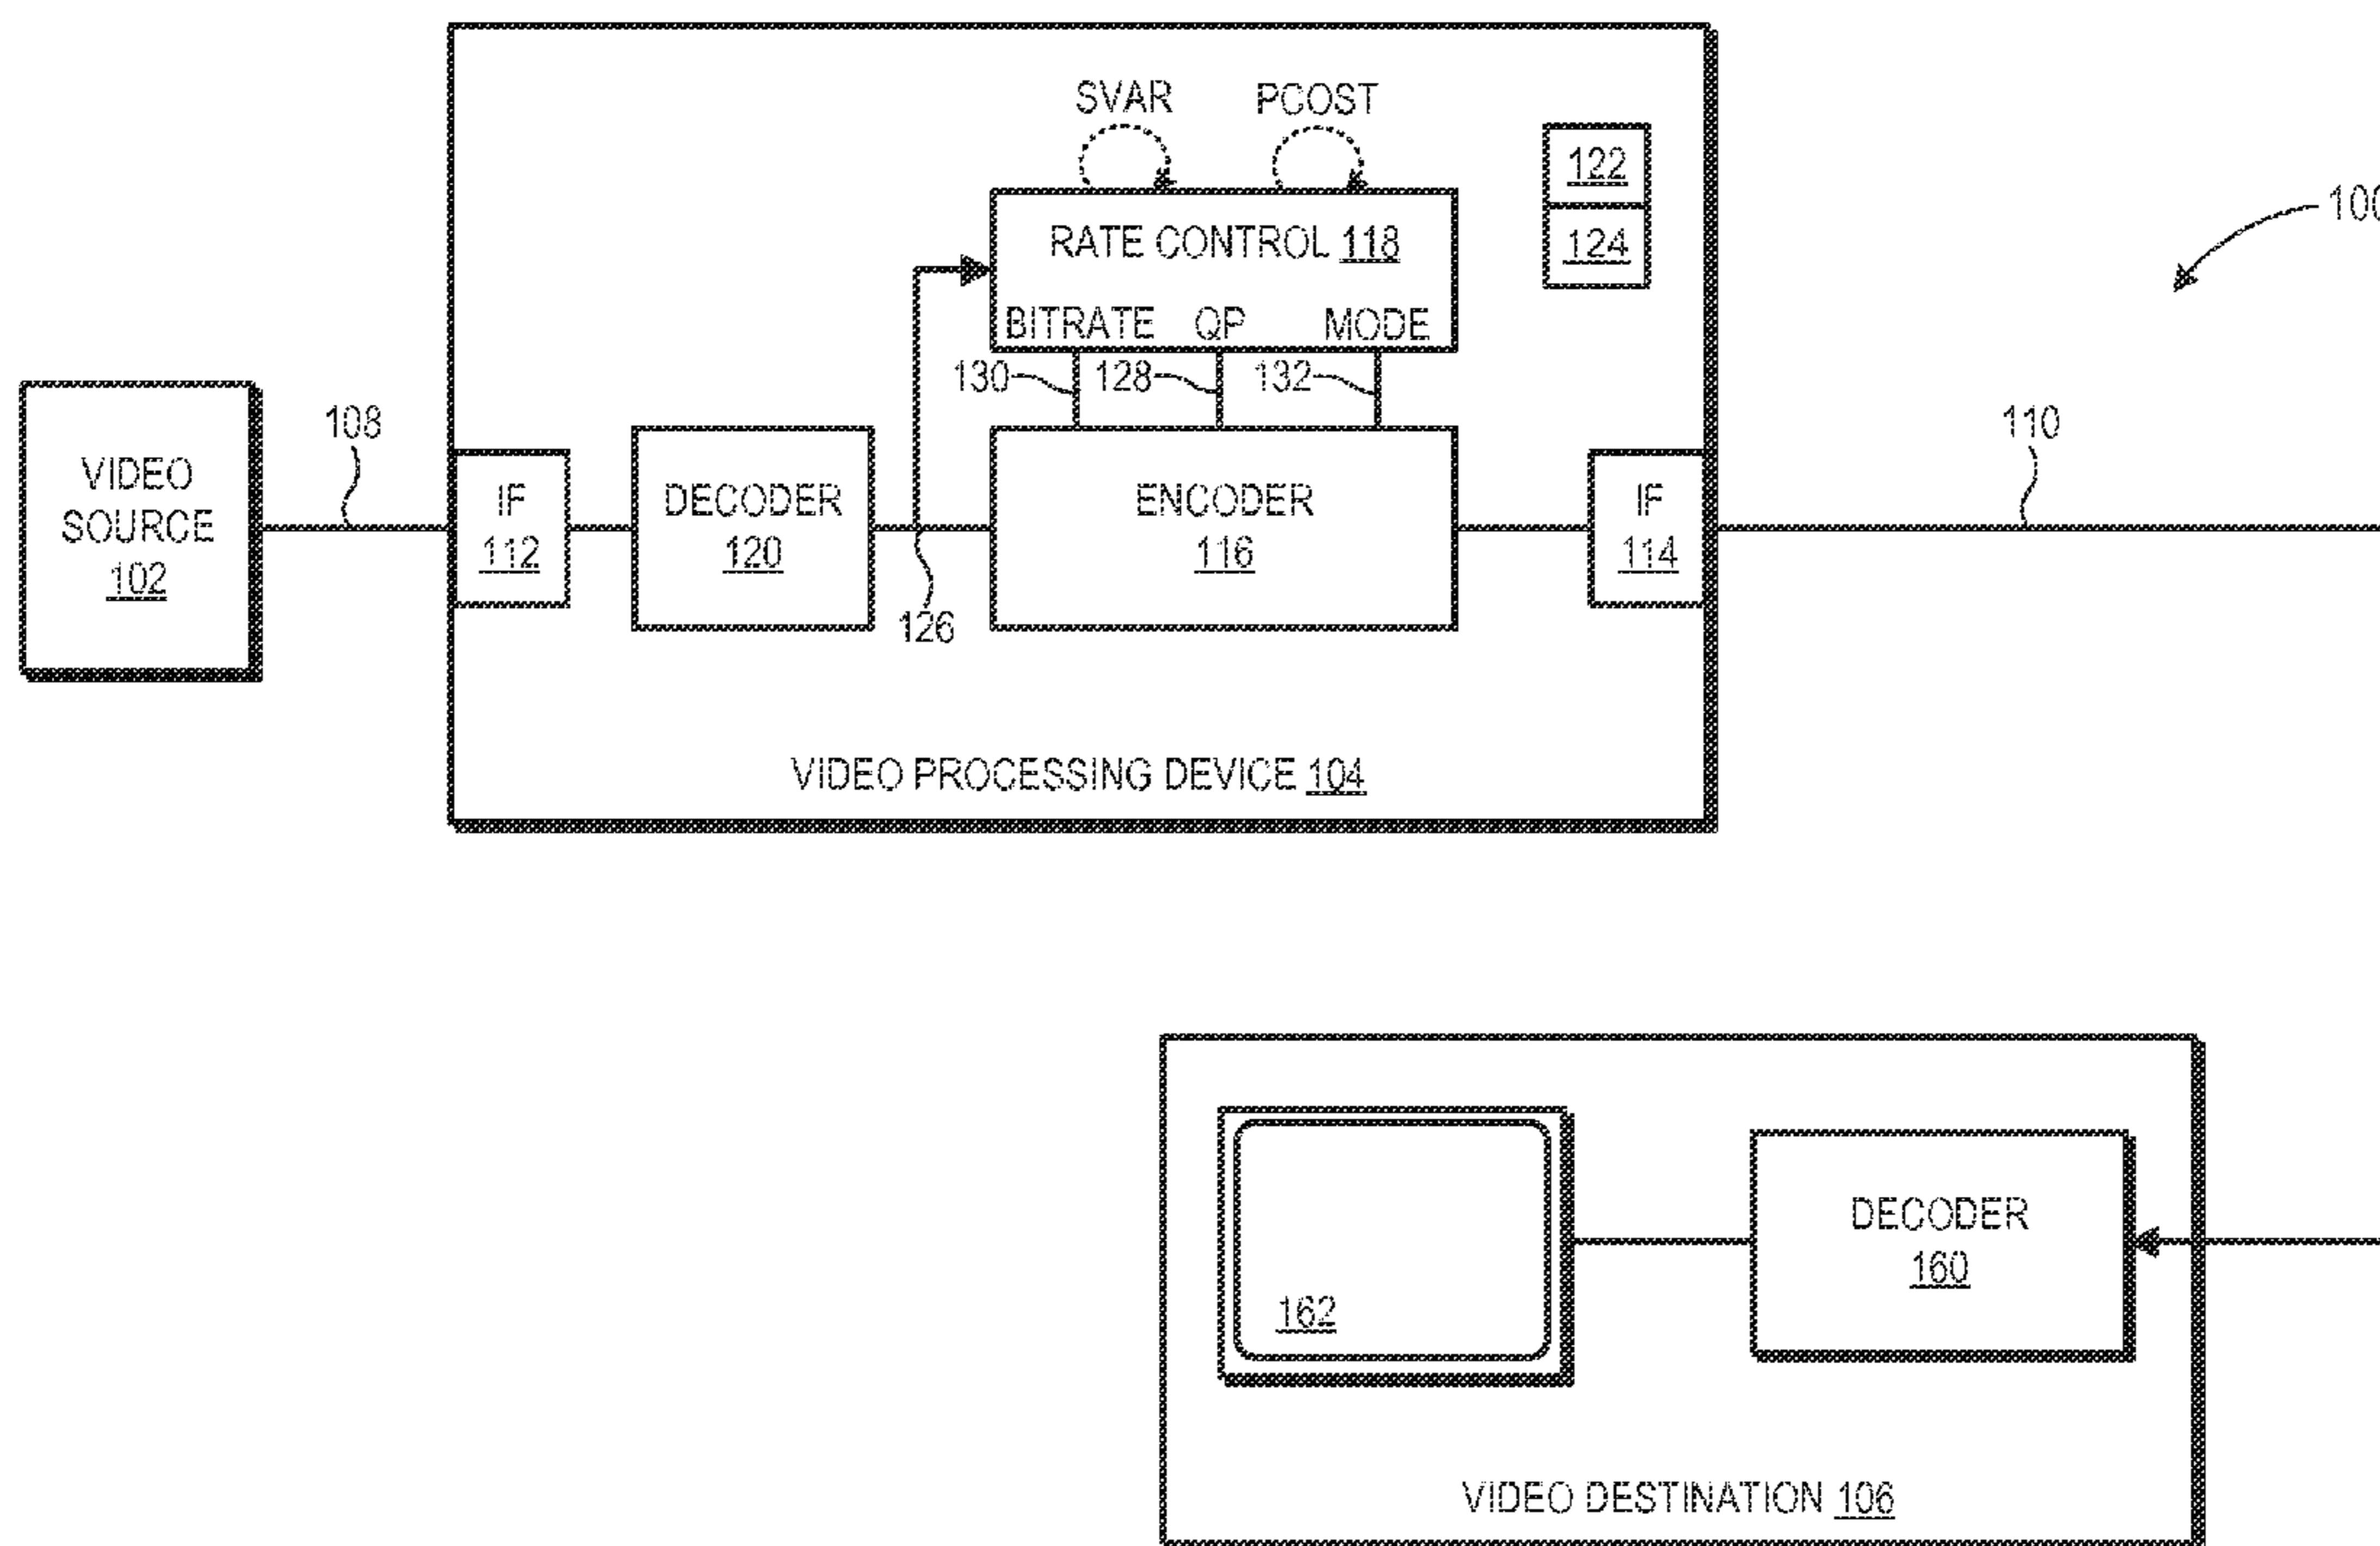 SVAR
PCOST
122
124
100
RATE CONTROL 118
BITRATE QP MODE
130
128
132
108
110
VIDEO
SOURCE
102
IF
112
DECODER
120
ENCODER
116
IF
114
126
VIDEO PROCESSING DEVICE 104
DECODER
160
162
VIDEO DESTINATION 106